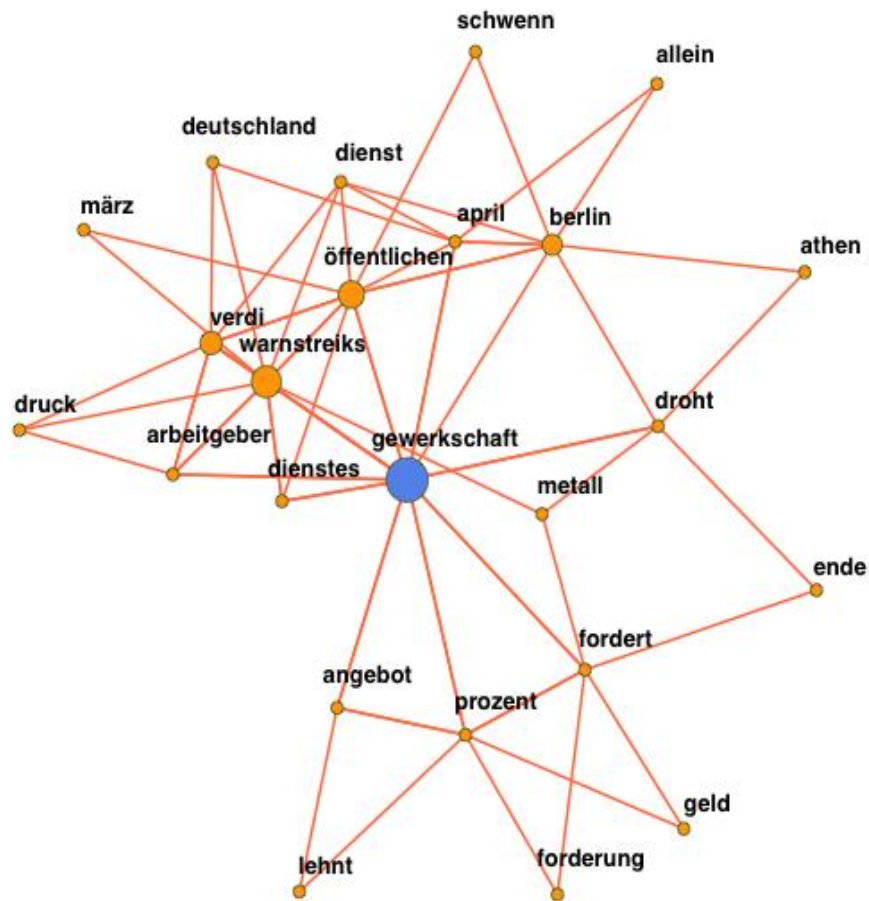 schwenn
allein
deutschland
dienst
märz
april
berlin
athen
öffentlichen
verdi
warnstreiks
druck
droht
arbeitgeber
gewerkschaft
dienstes
metall
ende
fordert
angebot
prozent
geld
lehnt
forderung